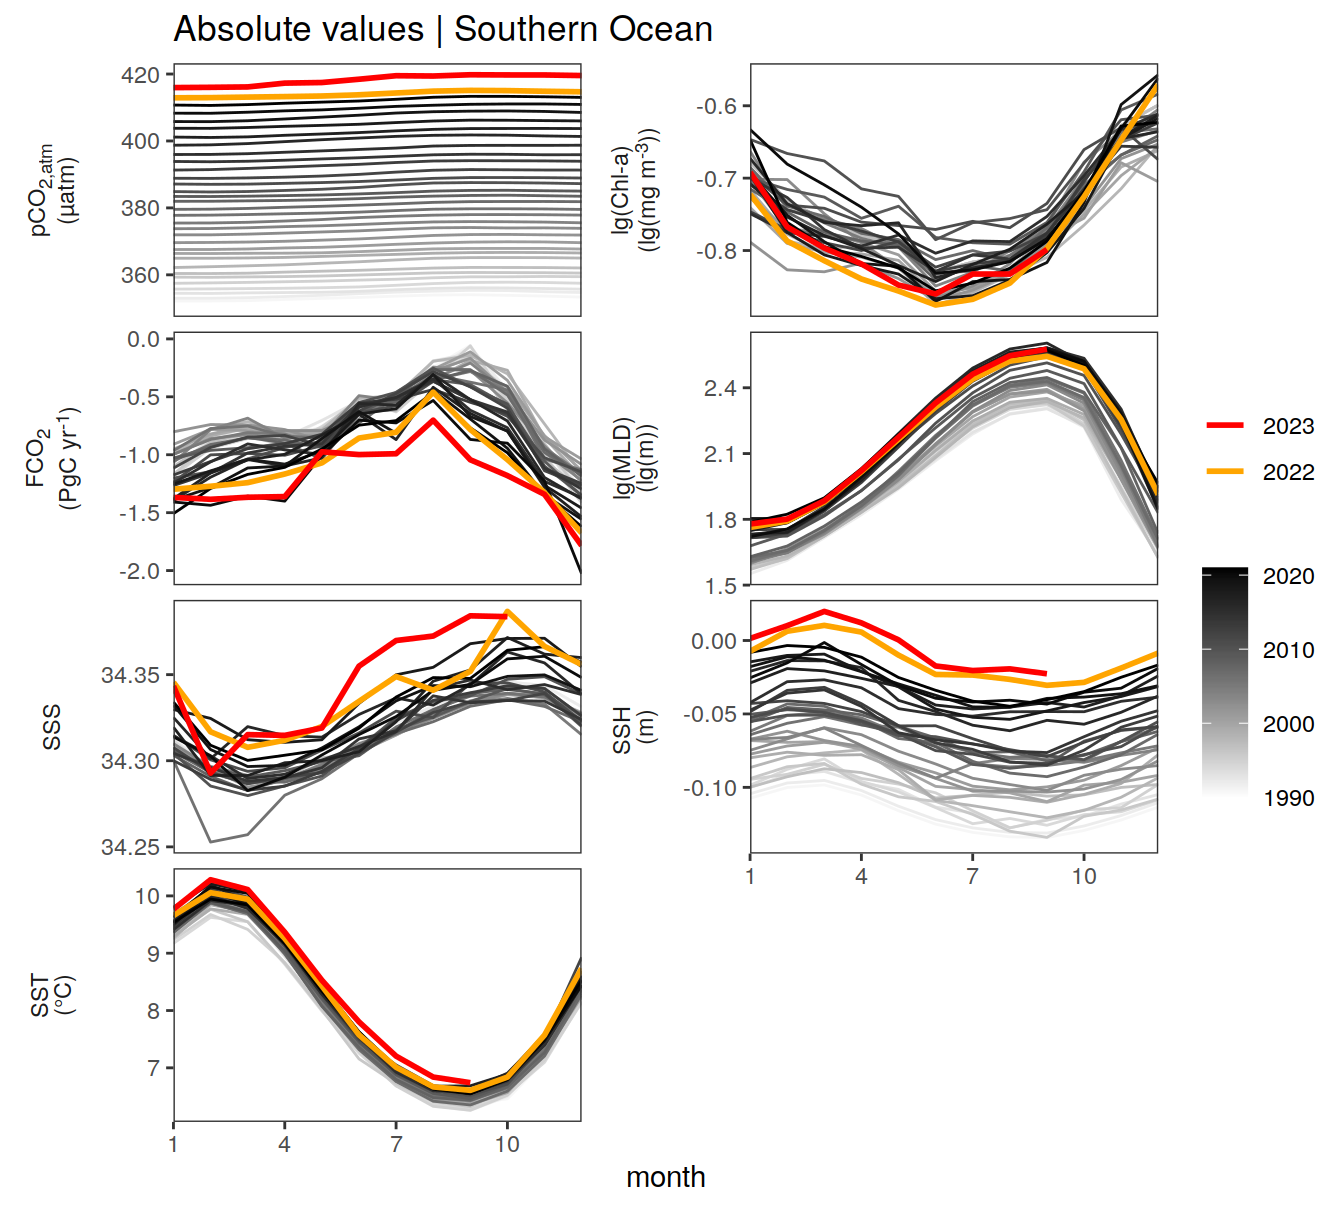 Absolute values | Southern Ocean
pCO2,atm
(µatm)
420
400
380
360
lg(Chl-a)
(lg(mg m-3))
-0.6
-0.7
-0.8
FCO2
(PgC yr-1)
0.0
-0.5
-1.0
-1.5
-2.0
lg(MLD)
(lg(m))
2.4
2.1
1.8
1.5
SSS
34.35
34.30
34.25
SSH
(m)
0.00
-0.05
-0.10
1
4
7
10
SST
(°C)
10
9
8
7
1
4
7
10
month
2023
2022
2020
2010
2000
1990